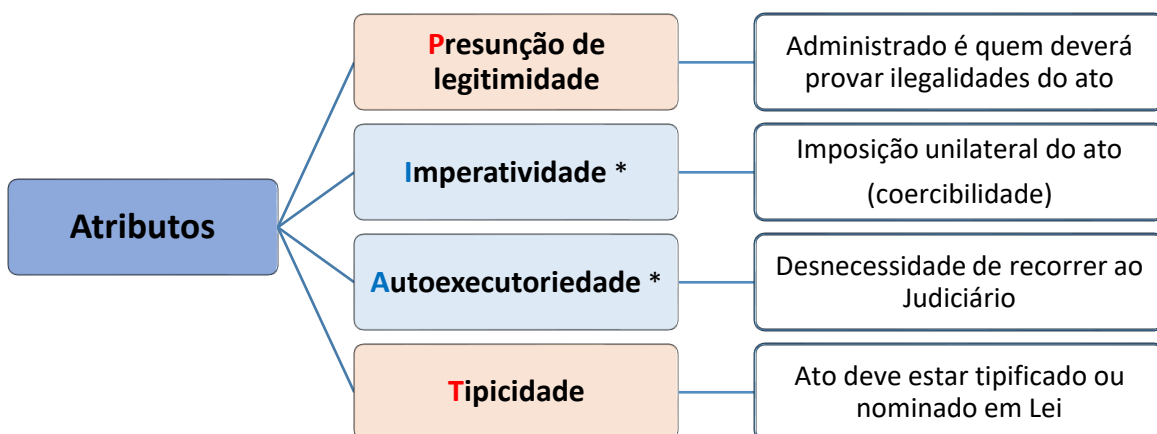 Presunção de
legitimidade
Administrado é quem deverá
provar ilegalidades do ato
Imperatividade *
Imposição unilateral do ato
(coercibilidade)
Atributos
Autoexecutoriedade *
Desnecessidade de recorrer ao
Judiciário
Tipicidade
Ato deve estar tipificado ou
nominado em Lei